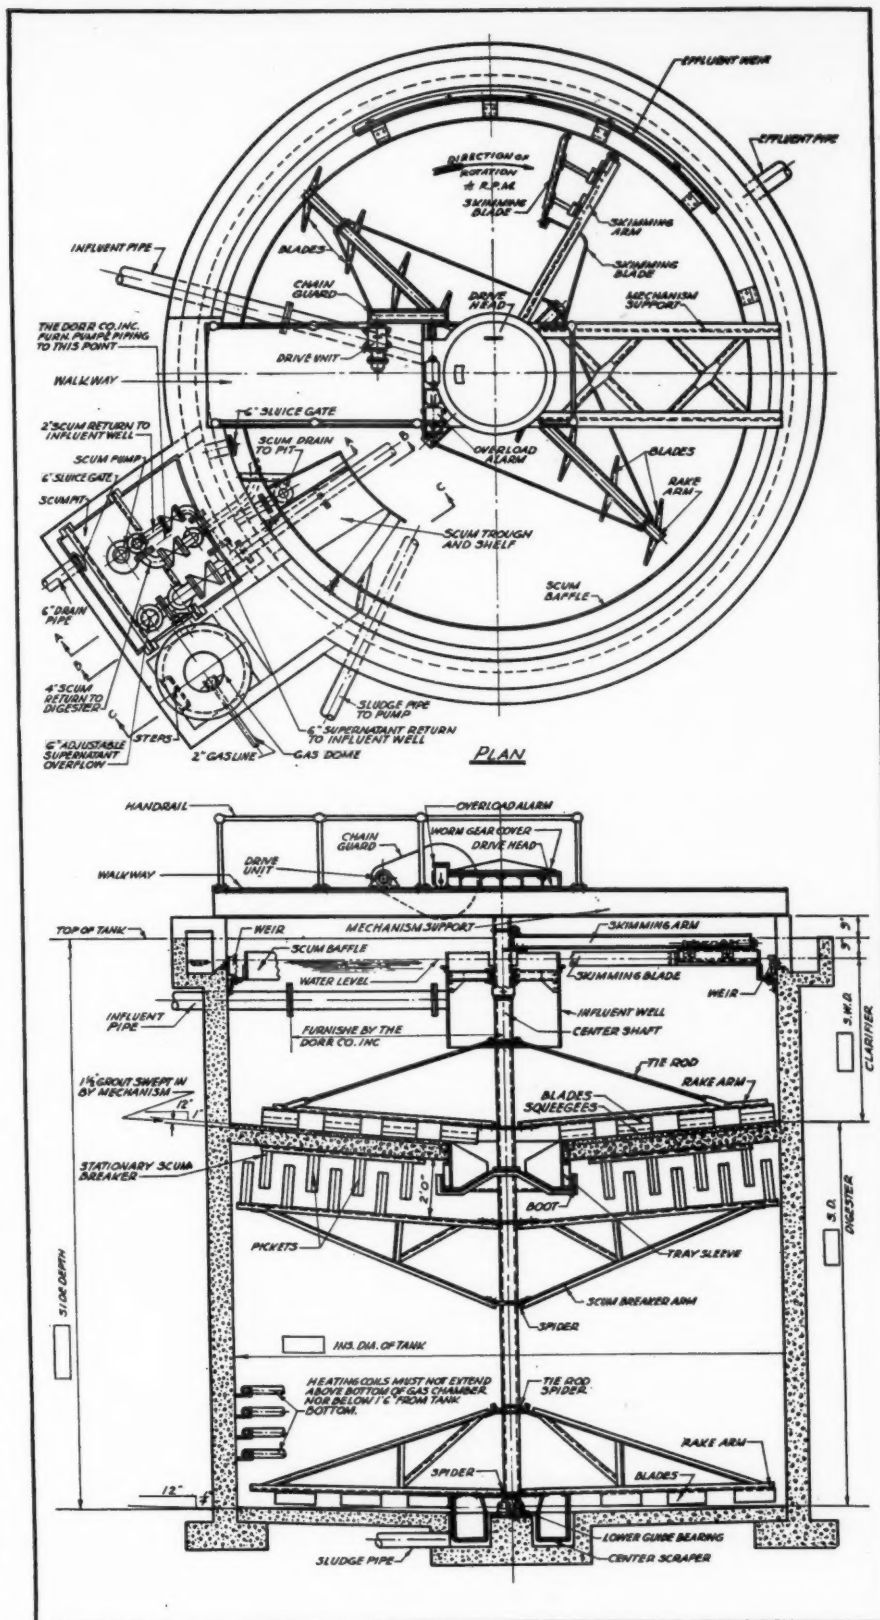 EFFLUENT WEIR
EFFLUENT PIPE
DIRECTION OF
ROTATION
R.P.M.
SKIMMING
BLADE
SKIMMING
ARM
SKIMMING
BLADE
BLADES
INFLUENT PIPE
CHAIN
GUARD
DRIVE
HEAD
MECHANISM
SUPPORT
THE DORR CO. INC.
FURN. PUMP & PIPING
TO THIS POINT
DRIVE UNIT
WALKWAY
6" SLUICE GATE
2" SCUM RETURN TO
INFLUENT WELL
SCUM DRAIN
TO PIT
A
B
C
OVERLOAD
ALARM
BLADES
RAKE
ARM
SCUM PUMP
6" SLUICE GATE
SCUM PIT
SCUM TROUGH
AND SHELF
SCUM
BAFFLE
6" DRAIN
PIPE
A
B
C
4" SCUM
RETURN TO
DIGESTER
STEPS
SLUDGE PIPE
TO PUMP
6" SUPERNATANT RETURN
TO INFLUENT WELL
6" ADJUSTABLE
SUPERNATANT
OVERFLOW
2" GAS LINE
GAS DOME
PLAN
HANDRAIL
OVERLOAD ALARM
CHAIN
GUARD
WORM GEAR COVER
DRIVE HEAD
DRIVE
UNIT
WALKWAY
MECHANISM SUPPORT
TOP OF TANK
WEIR
SCUM BAFFLE
SKIMMING ARM
9"
9"
WATER LEVEL
SKIMMING BLADE
WEIR
INFLUENT
PIPE
INFLUENT WELL
CENTER SHAFT
FURNISHE BY THE
DORR CO. INC
S.W.D.
CLARIFIER
TIE ROD
1½" GROUT SWEPT IN
BY MECHANISM
12"
1"
BLADES
SQUEEGEES
RAKE ARM
STATIONARY SCUM
BREAKER
2'0"
BOOT
PICKETS
TRAY SLEEVE
S.D.
DIGESTER
SCUM BREAKER ARM
SPIDER
SIDE DEPTH
INS. DIA. OF TANK
HEATING COILS MUST NOT EXTEND
ABOVE BOTTOM OF GAS CHAMBER
NOR BELOW 1'6" FROM TANK
BOTTOM.
TIE ROD
SPIDER
RAKE ARM
SPIDER
BLADES
12"
LOWER GUIDE BEARING
SLUDGE PIPE
CENTER SCRAPER